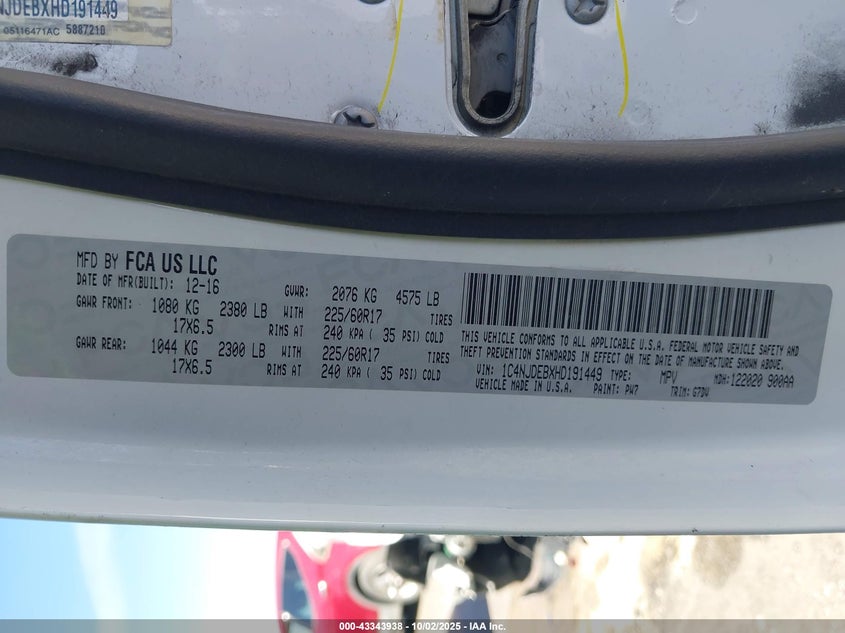 NJDEBXHD191449
05116471AC 5887210
MFD BY FCA US LLC
DATE OF MFR(BUILT): 12-16 GVWR: 2076 KG 4575 LB
GAWR FRONT: 1080 KG 2380 LB WITH 225/60R17 TIRES
17X6.5 RIMS AT 240 KPA ( 35 PSI) COLD
GAWR REAR: 1044 KG 2300 LB WITH 225/60R17 TIRES
17X6.5 RIMS AT 240 KPA ( 35 PSI) COLD
THIS VEHICLE CONFORMS TO ALL APPLICABLE U.S.A. FEDERAL MOTOR VEHICLE SAFETY AND
THEFT PREVENTION STANDARDS IN EFFECT ON THE DATE OF MANUFACTURE SHOWN ABOVE.
VIN: 1C4NJDEBXHD191449 TYPE: MPV MDH: 122020 900AA
VEHICLE MADE IN U.S.A. PAINT: PW7 TRIM: G7DV
000-43343938 | 10/02/2025 - IAA Inc.